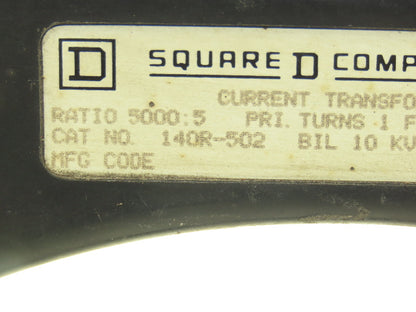 D SQUARE D COMP
CURRENT TRANSFO
RATIO 5000:5 PRI. TURNS 1 F
CAT NO. 140R-502 BIL 10 KV
MFG CODE